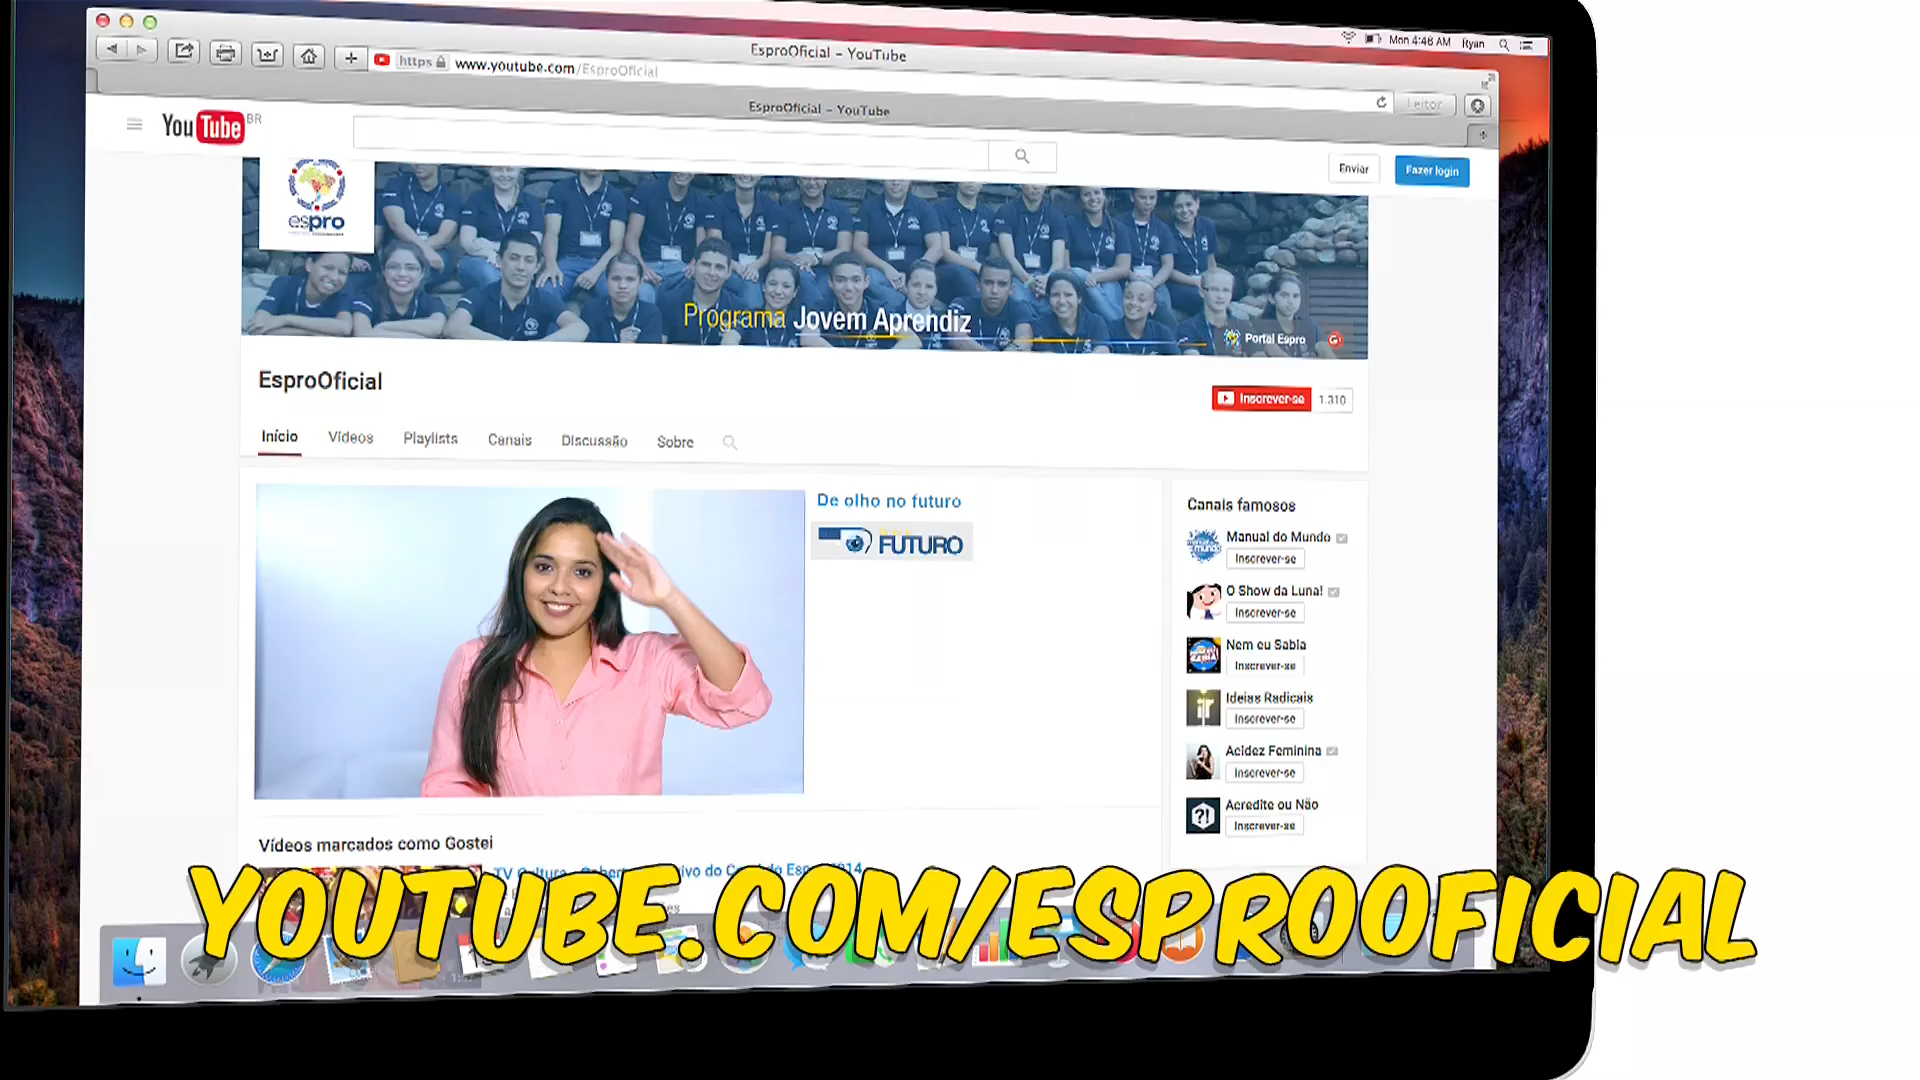 Mon 4:46 AM Ryan
EsproOficial – YouTube
https www.youtube.com/EsproOficial
Leitor
EsproOficial – YouTube
YouTube BR
Enviar
Fazer login
espro
Programa Jovem Aprendiz
Portal Espro
EsproOficial
Inscrever-se 1.310
Início Vídeos Playlists Canais Discussão Sobre
De olho no futuro
FUTURO
Canais famosos
Manual do Mundo
Inscrever-se
O Show da Luna!
Inscrever-se
Nem eu Sabia
Inscrever-se
Ideias Radicais
Inscrever-se
Acidez Feminina
Inscrever-se
?!
Acredite ou Não
Inscrever-se
Vídeos marcados como Gostei
TV Cultura
YOUTUBE.COM/ESPROOFICIAL